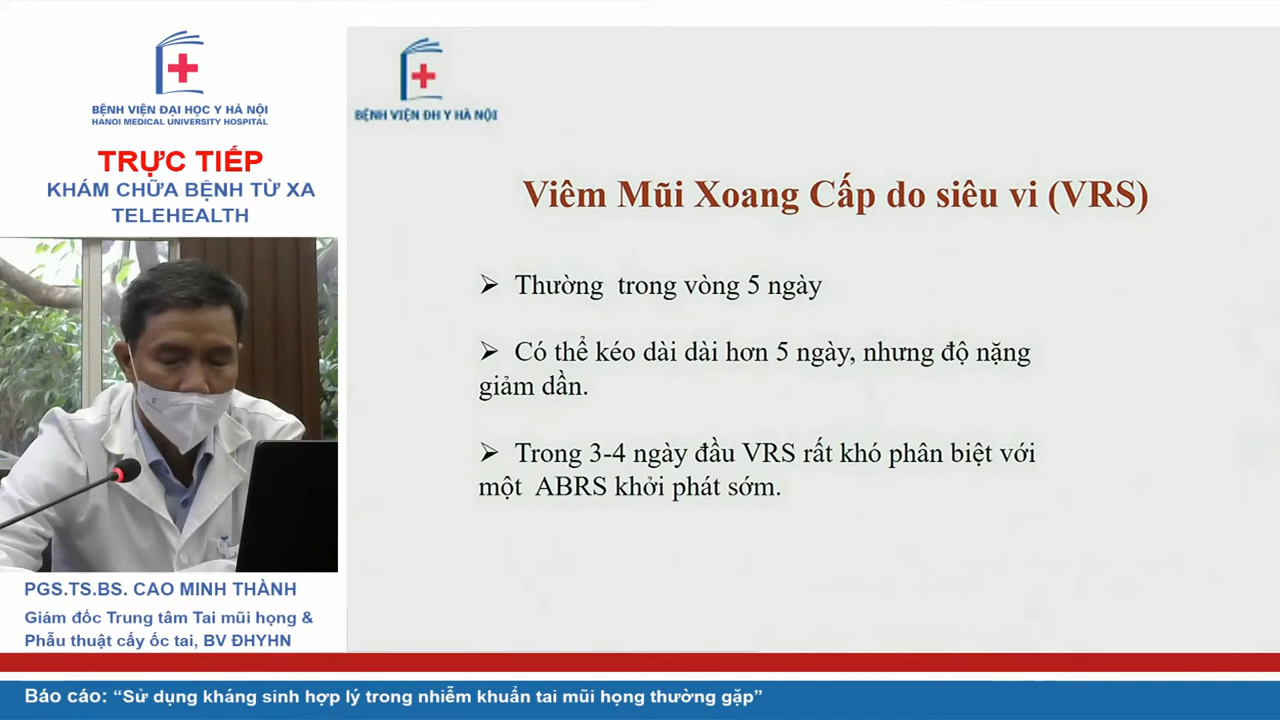 BỆNH VIỆN ĐẠI HỌC Y HÀ NỘI
HANOI MEDICAL UNIVERSITY HOSPITAL
TRỰC TIẾP
KHÁM CHỮA BỆNH TỪ XA
TELEHEALTH
BỆNH VIỆN ĐH Y HÀ NỘI
Viêm Mũi Xoang Cấp do siêu vi (VRS)
➢ Thường trong vòng 5 ngày
➢ Có thể kéo dài dài hơn 5 ngày, nhưng độ nặng
giảm dần.
➢ Trong 3-4 ngày đầu VRS rất khó phân biệt với
một ABRS khởi phát sớm.
PGS.TS.BS. CAO MINH THÀNH
Giám đốc Trung tâm Tai mũi họng &
Phẫu thuật cấy ốc tai, BV ĐHYHN
Báo cáo: “Sử dụng kháng sinh hợp lý trong nhiễm khuẩn tai mũi họng thường gặp”